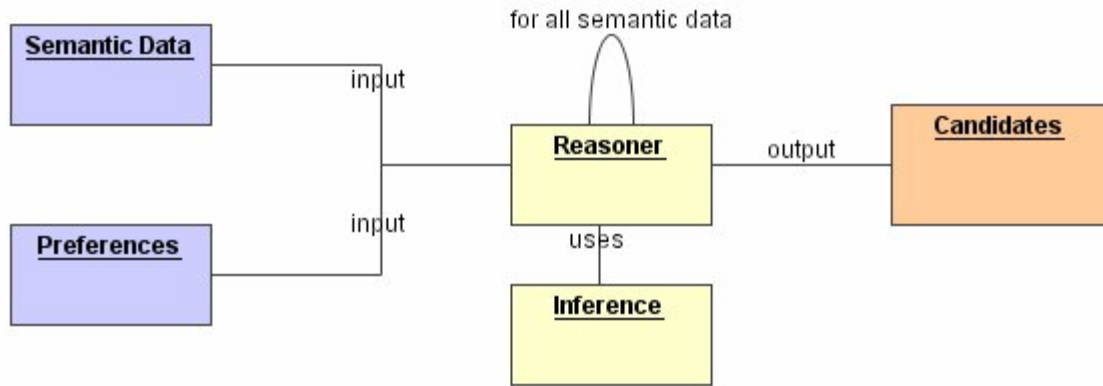 for all semantic data
Semantic Data
input
Reasoner
output
Candidates
input
Preferences
uses
Inference